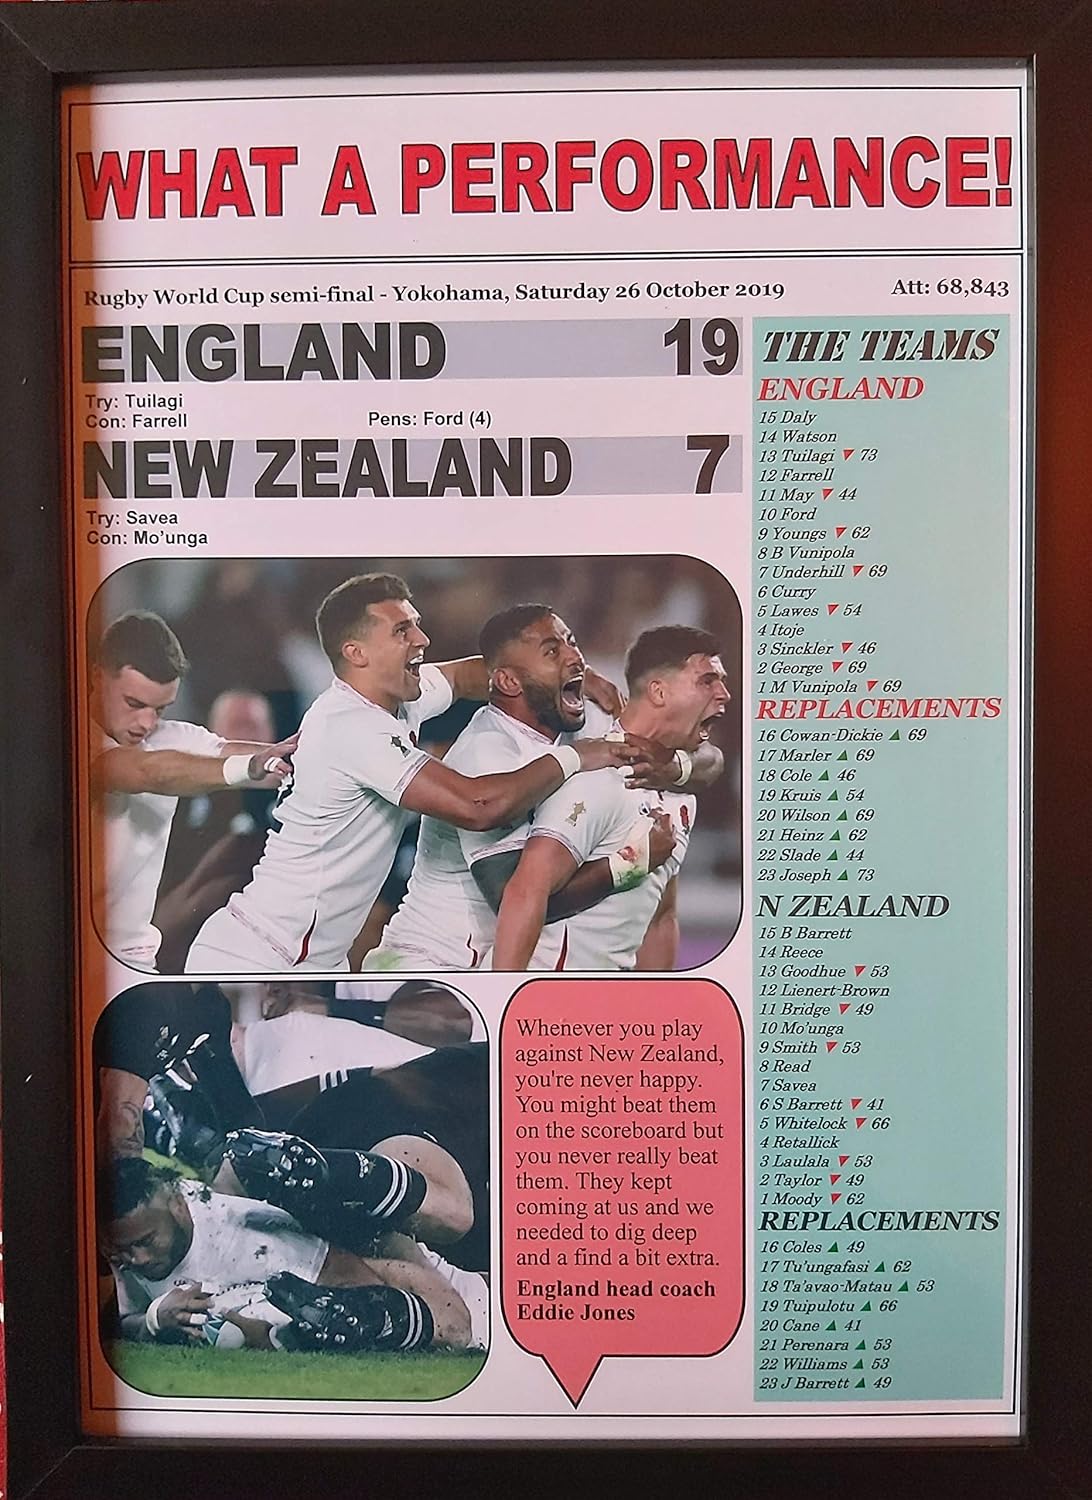 WHAT A PERFORMANCE!
Rugby World Cup semi-final - Yokohama, Saturday 26 October 2019
Att: 68,843
ENGLAND 19
Try: Tuilagi
Con: Farrell Pens: Ford (4)
NEW ZEALAND 7
Try: Savea
Con: Mo'unga
Whenever you play
against New Zealand,
you're never happy.
You might beat them
on the scoreboard but
you never really beat
them. They kept
coming at us and we
needed to dig deep
and a find a bit extra.
England head coach
Eddie Jones
THE TEAMS
ENGLAND
15 Daly
14 Watson
13 Tuilagi ▼ 73
12 Farrell
11 May ▼ 44
10 Ford
9 Youngs ▼ 62
8 B Vunipola
7 Underhill ▼ 69
6 Curry
5 Lawes ▼ 54
4 Itoje
3 Sinckler ▼ 46
2 George ▼ 69
1 M Vunipola ▼ 69
REPLACEMENTS
16 Cowan-Dickie ▲ 69
17 Marler ▲ 69
18 Cole ▲ 46
19 Kruis ▲ 54
20 Wilson ▲ 69
21 Heinz ▲ 62
22 Slade ▲ 44
23 Joseph ▲ 73
N ZEALAND
15 B Barrett
14 Reece
13 Goodhue ▼ 53
12 Lienert-Brown
11 Bridge ▼ 49
10 Mo'unga
9 Smith ▼ 53
8 Read
7 Savea
6 S Barrett ▼ 41
5 Whitelock ▼ 66
4 Retallick
3 Laulala ▼ 53
2 Taylor ▼ 49
1 Moody ▼ 62
REPLACEMENTS
16 Coles ▲ 49
17 Tu'ungafasi ▲ 62
18 Ta'avao-Matau ▲ 53
19 Tuipulotu ▲ 66
20 Cane ▲ 41
21 Perenara ▲ 53
22 Williams ▲ 53
23 J Barrett ▲ 49